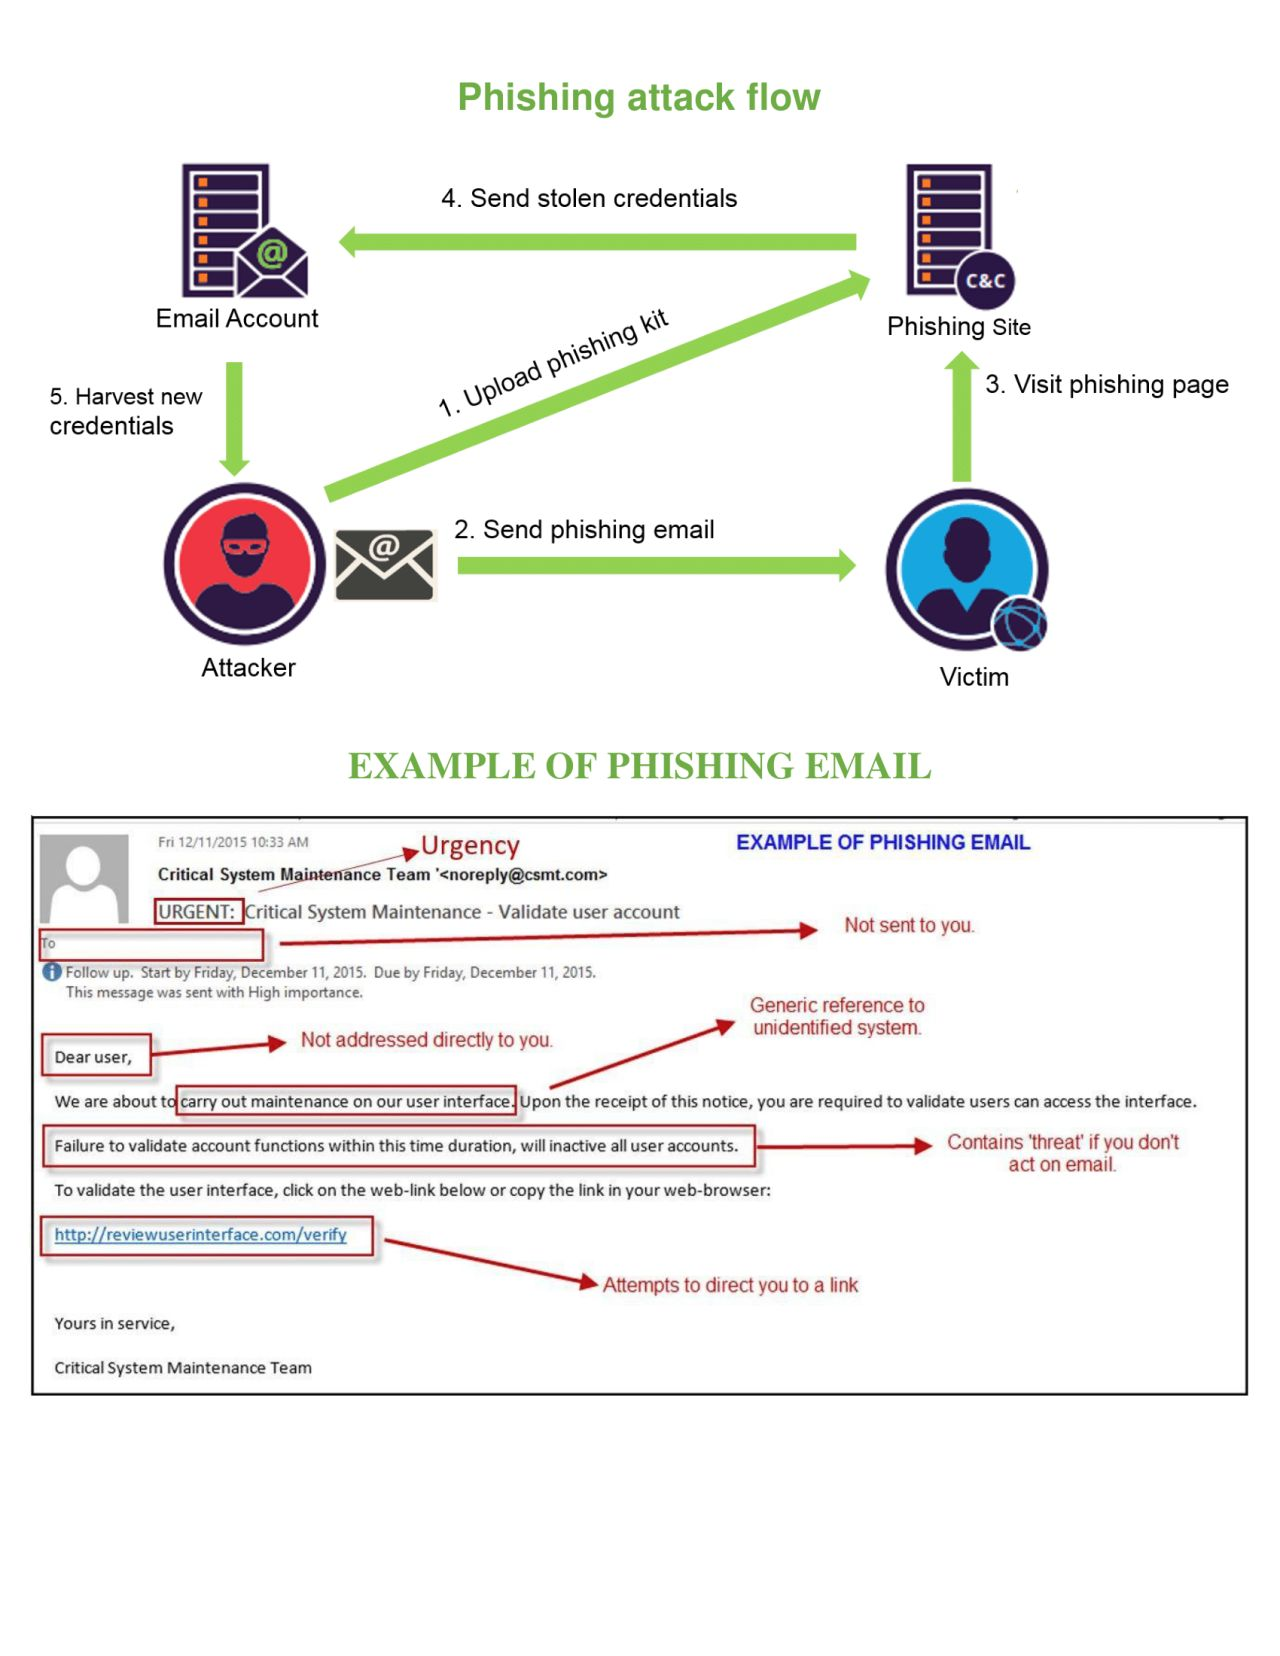 Phishing attack flow
4. Send stolen credentials
@
C&C
Email Account
Phishing Site
1. Upload phishing kit
5. Harvest new
credentials
3. Visit phishing page
2. Send phishing email
@
Attacker
Victim
EXAMPLE OF PHISHING EMAIL
Fri 12/11/2015 10:33 AM
Urgency
EXAMPLE OF PHISHING EMAIL
Critical System Maintenance Team '<noreply@csmt.com>
URGENT: Critical System Maintenance - Validate user account
Not sent to you.
To
Follow up. Start by Friday, December 11, 2015. Due by Friday, December 11, 2015.
This message was sent with High importance.
Generic reference to
unidentified system.
Not addressed directly to you.
Dear user,
We are about to carry out maintenance on our user interface. Upon the receipt of this notice, you are required to validate users can access the interface.
Failure to validate account functions within this time duration, will inactive all user accounts.
Contains 'threat' if you don't
act on email.
To validate the user interface, click on the web-link below or copy the link in your web-browser:
http://reviewuserinterface.com/verify
Attempts to direct you to a link
Yours in service,
Critical System Maintenance Team